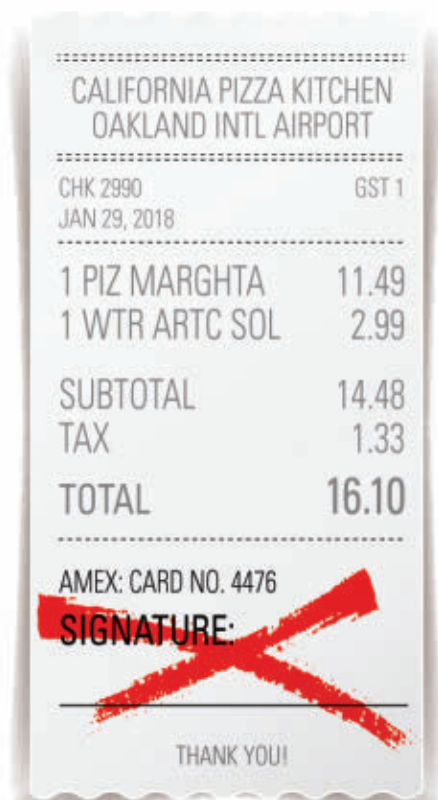 CALIFORNIA PIZZA KITCHEN
OAKLAND INTL AIRPORT
CHK 2990 GST 1
JAN 29, 2018
1 PIZ MARGHTA 11.49
1 WTR ARTC SOL 2.99
SUBTOTAL 14.48
TAX 1.33
TOTAL 16.10
AMEX: CARD NO. 4476
SIGNATURE:
THANK YOU!